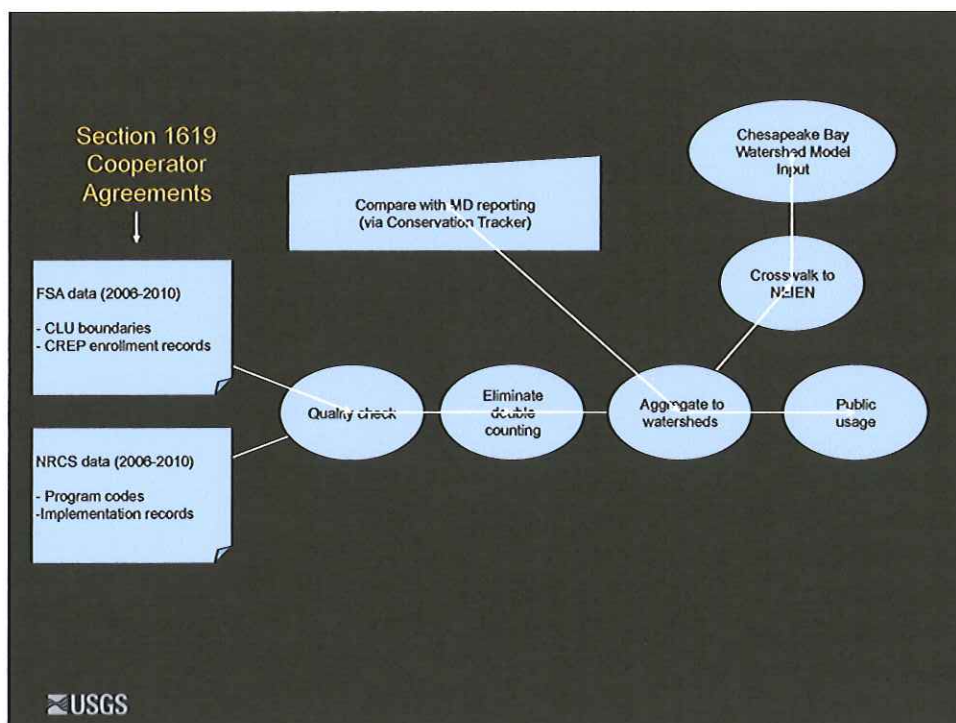 Section 1619
Cooperator
Agreements
FSA data (2006-2010)
- CLU boundaries
- CREP enrollment records
NRCS data (2006-2010)
- Program codes
-Implementation records
Compare with MD reporting
(via Conservation Tracker)
Quality check
Eliminate
double
counting
Aggregate to
watersheds
Public
usage
Crosswalk to
NEIEN
Chesapeake Bay
Watershed Model
Input
USGS